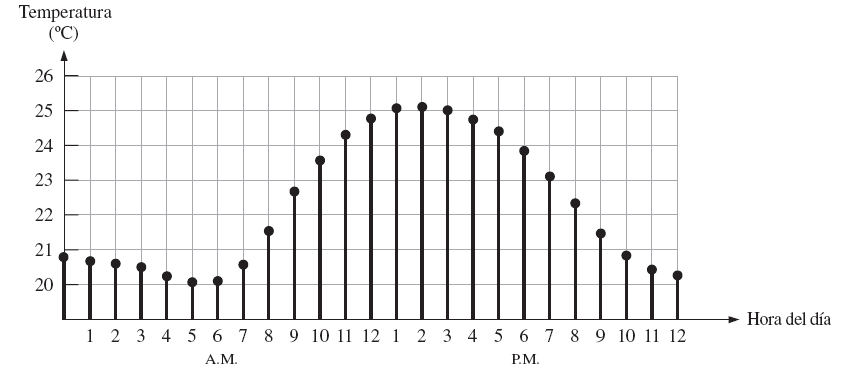 Temperatura
(ºC)
26
25
24
23
22
21
20
1 2 3 4 5 6 7 8 9 10 11 12 1 2 3 4 5 6 7 8 9 10 11 12
Hora del día
A.M. P.M.